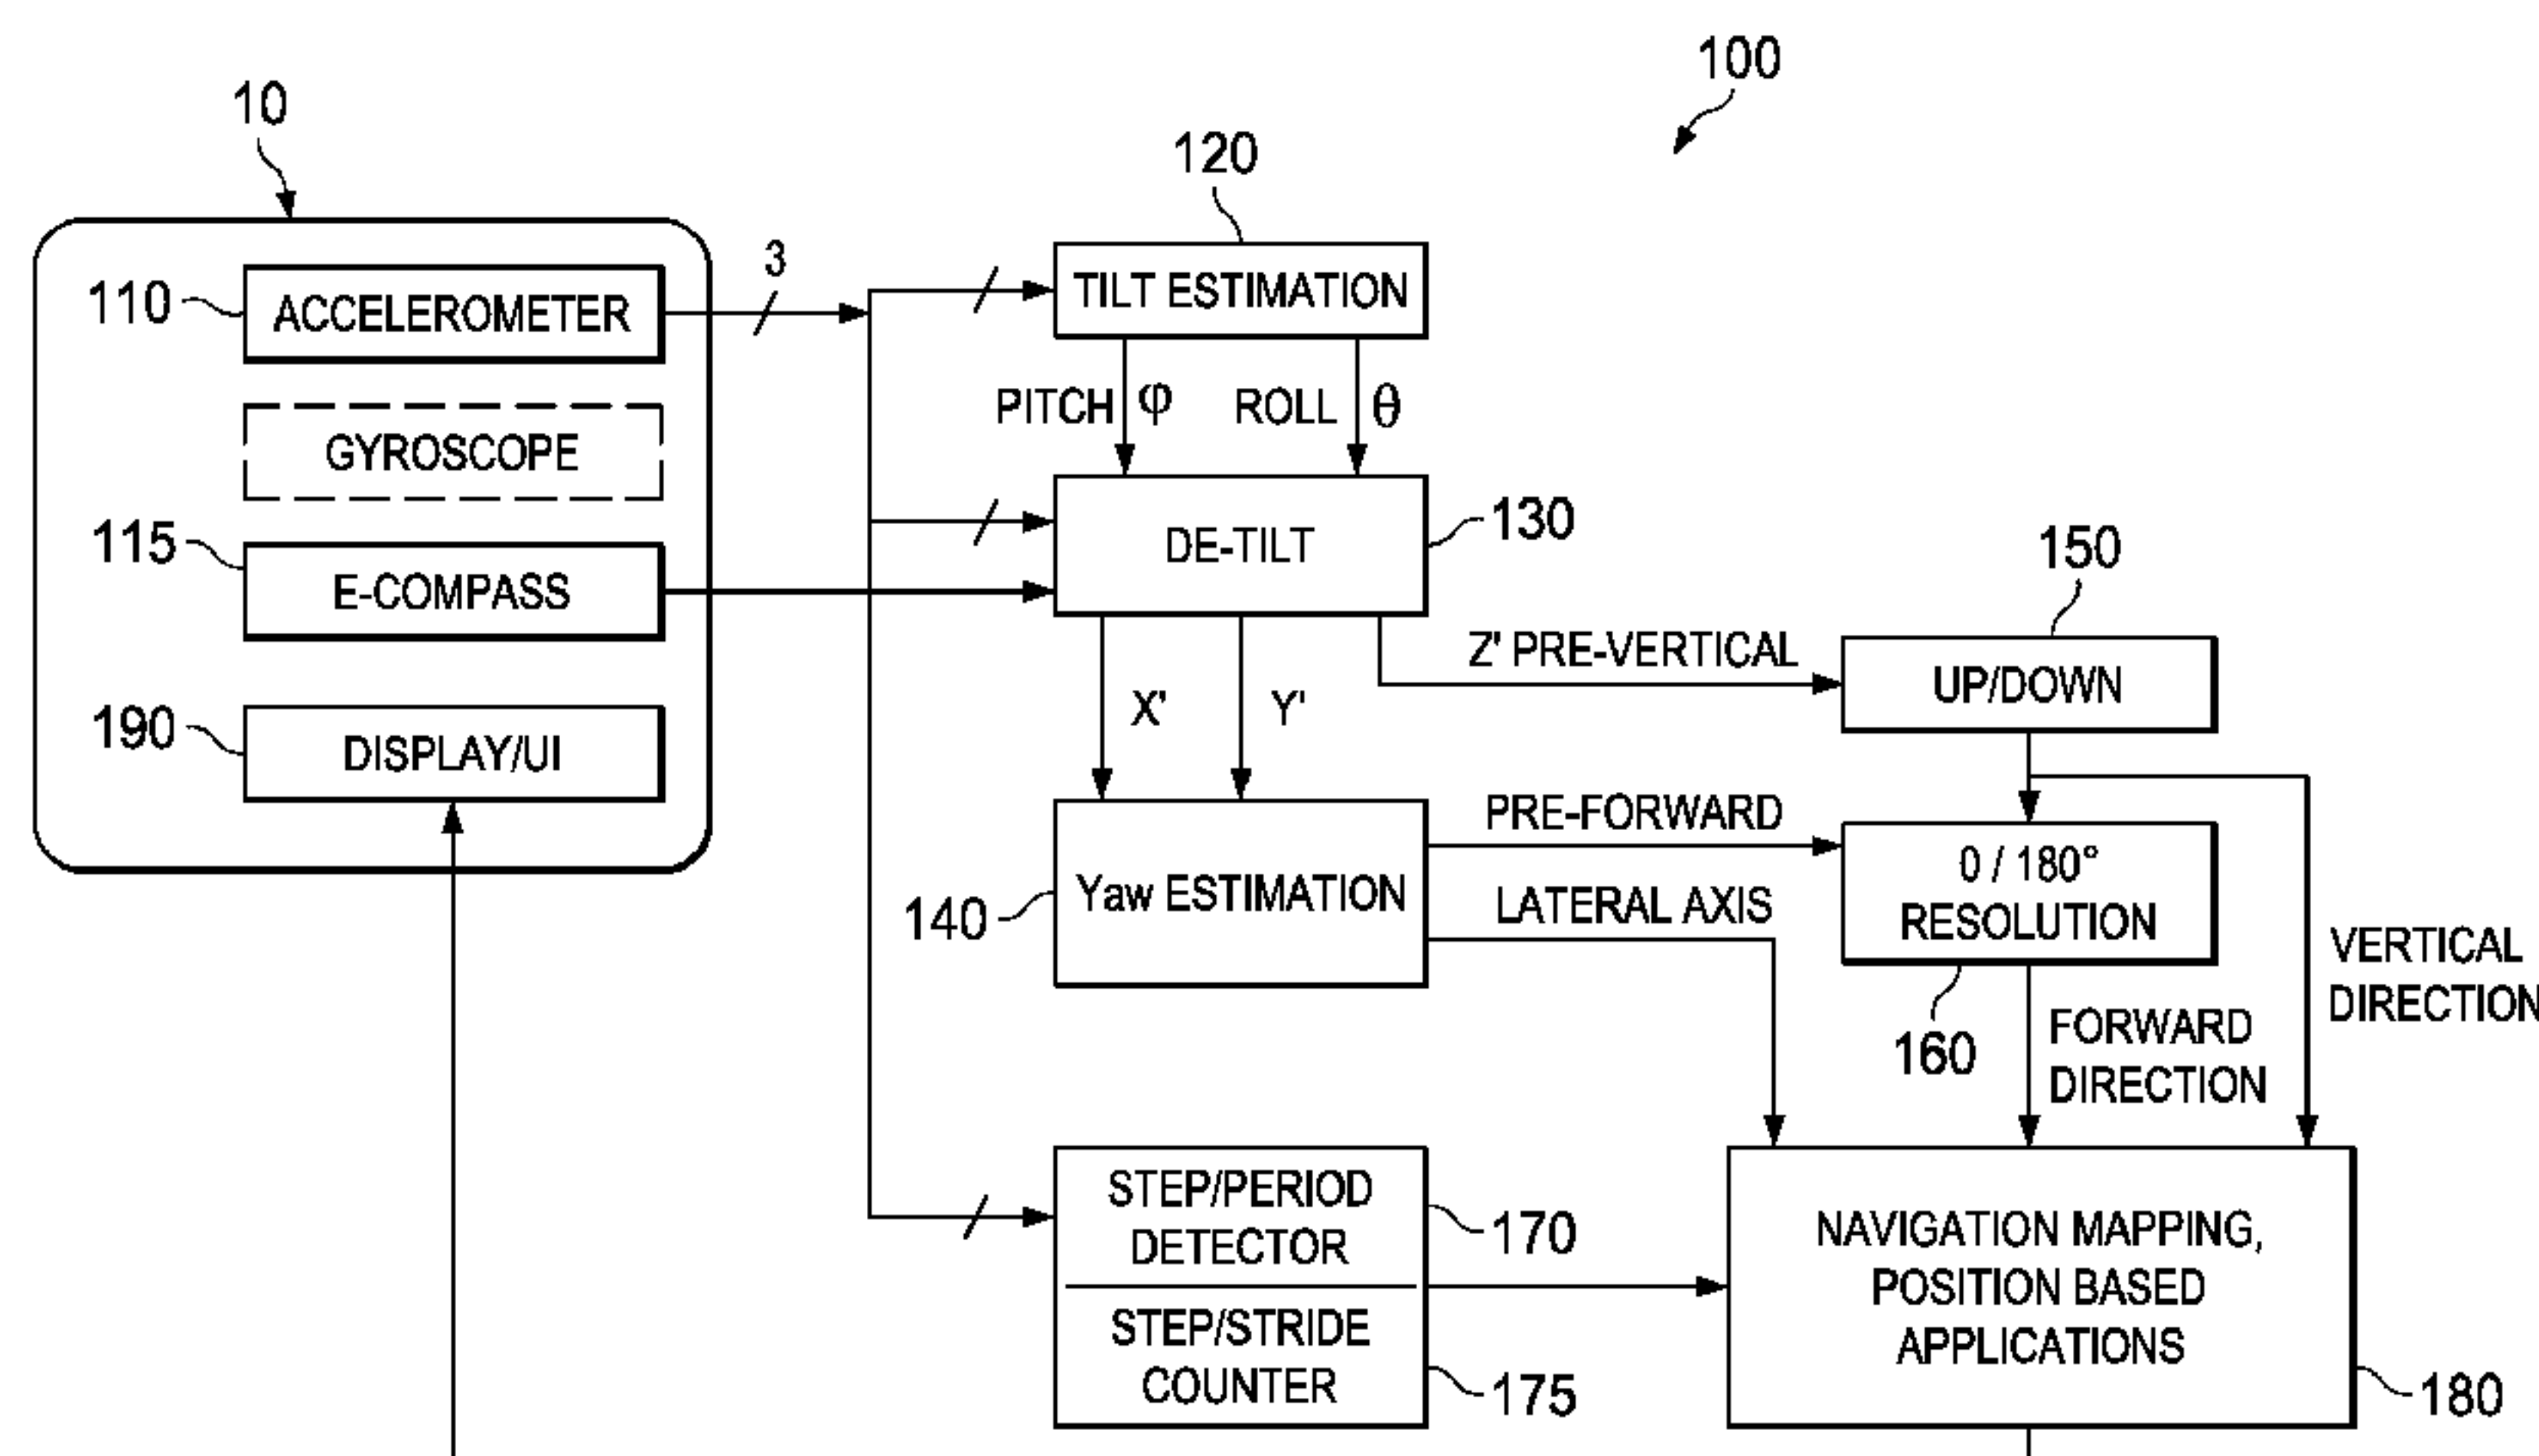 100
10
120
3
110
ACCELEROMETER
TILT ESTIMATION
PITCH φ
ROLL θ
GYROSCOPE
115
E-COMPASS
DE-TILT
130
150
Z' PRE-VERTICAL
UP/DOWN
X'
Y'
190
DISPLAY/UI
PRE-FORWARD
0 / 180°
RESOLUTION
140
Yaw ESTIMATION
LATERAL AXIS
160
VERTICAL
DIRECTION
FORWARD
DIRECTION
STEP/PERIOD
DETECTOR
170
STEP/STRIDE
COUNTER
175
NAVIGATION MAPPING,
POSITION BASED
APPLICATIONS
180